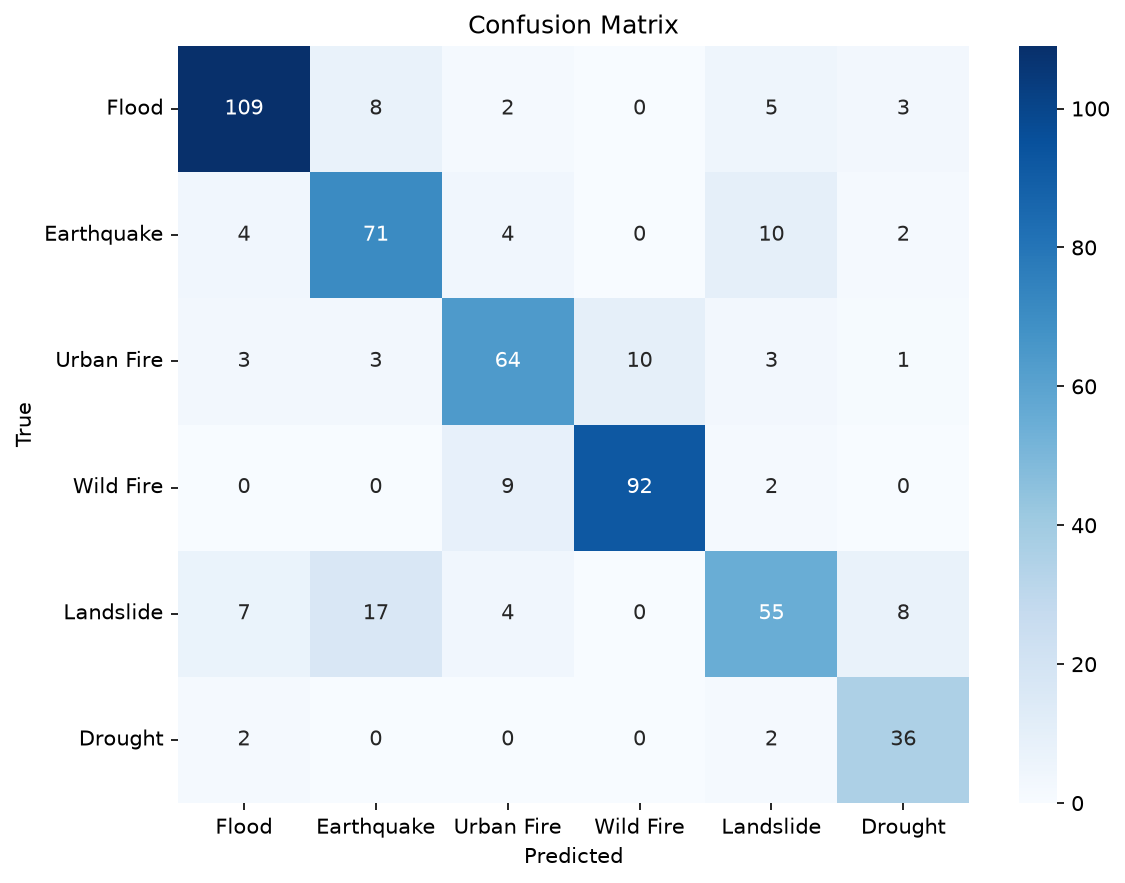 Confusion Matrix
Flood 109 8 2 0 5 3
Earthquake 4 71 4 0 10 2
Urban Fire 3 3 64 10 3 1
Wild Fire 0 0 9 92 2 0
Landslide 7 17 4 0 55 8
Drought 2 0 0 0 2 36
Flood Earthquake Urban Fire Wild Fire Landslide Drought
Predicted
True
100
80
60
40
20
0